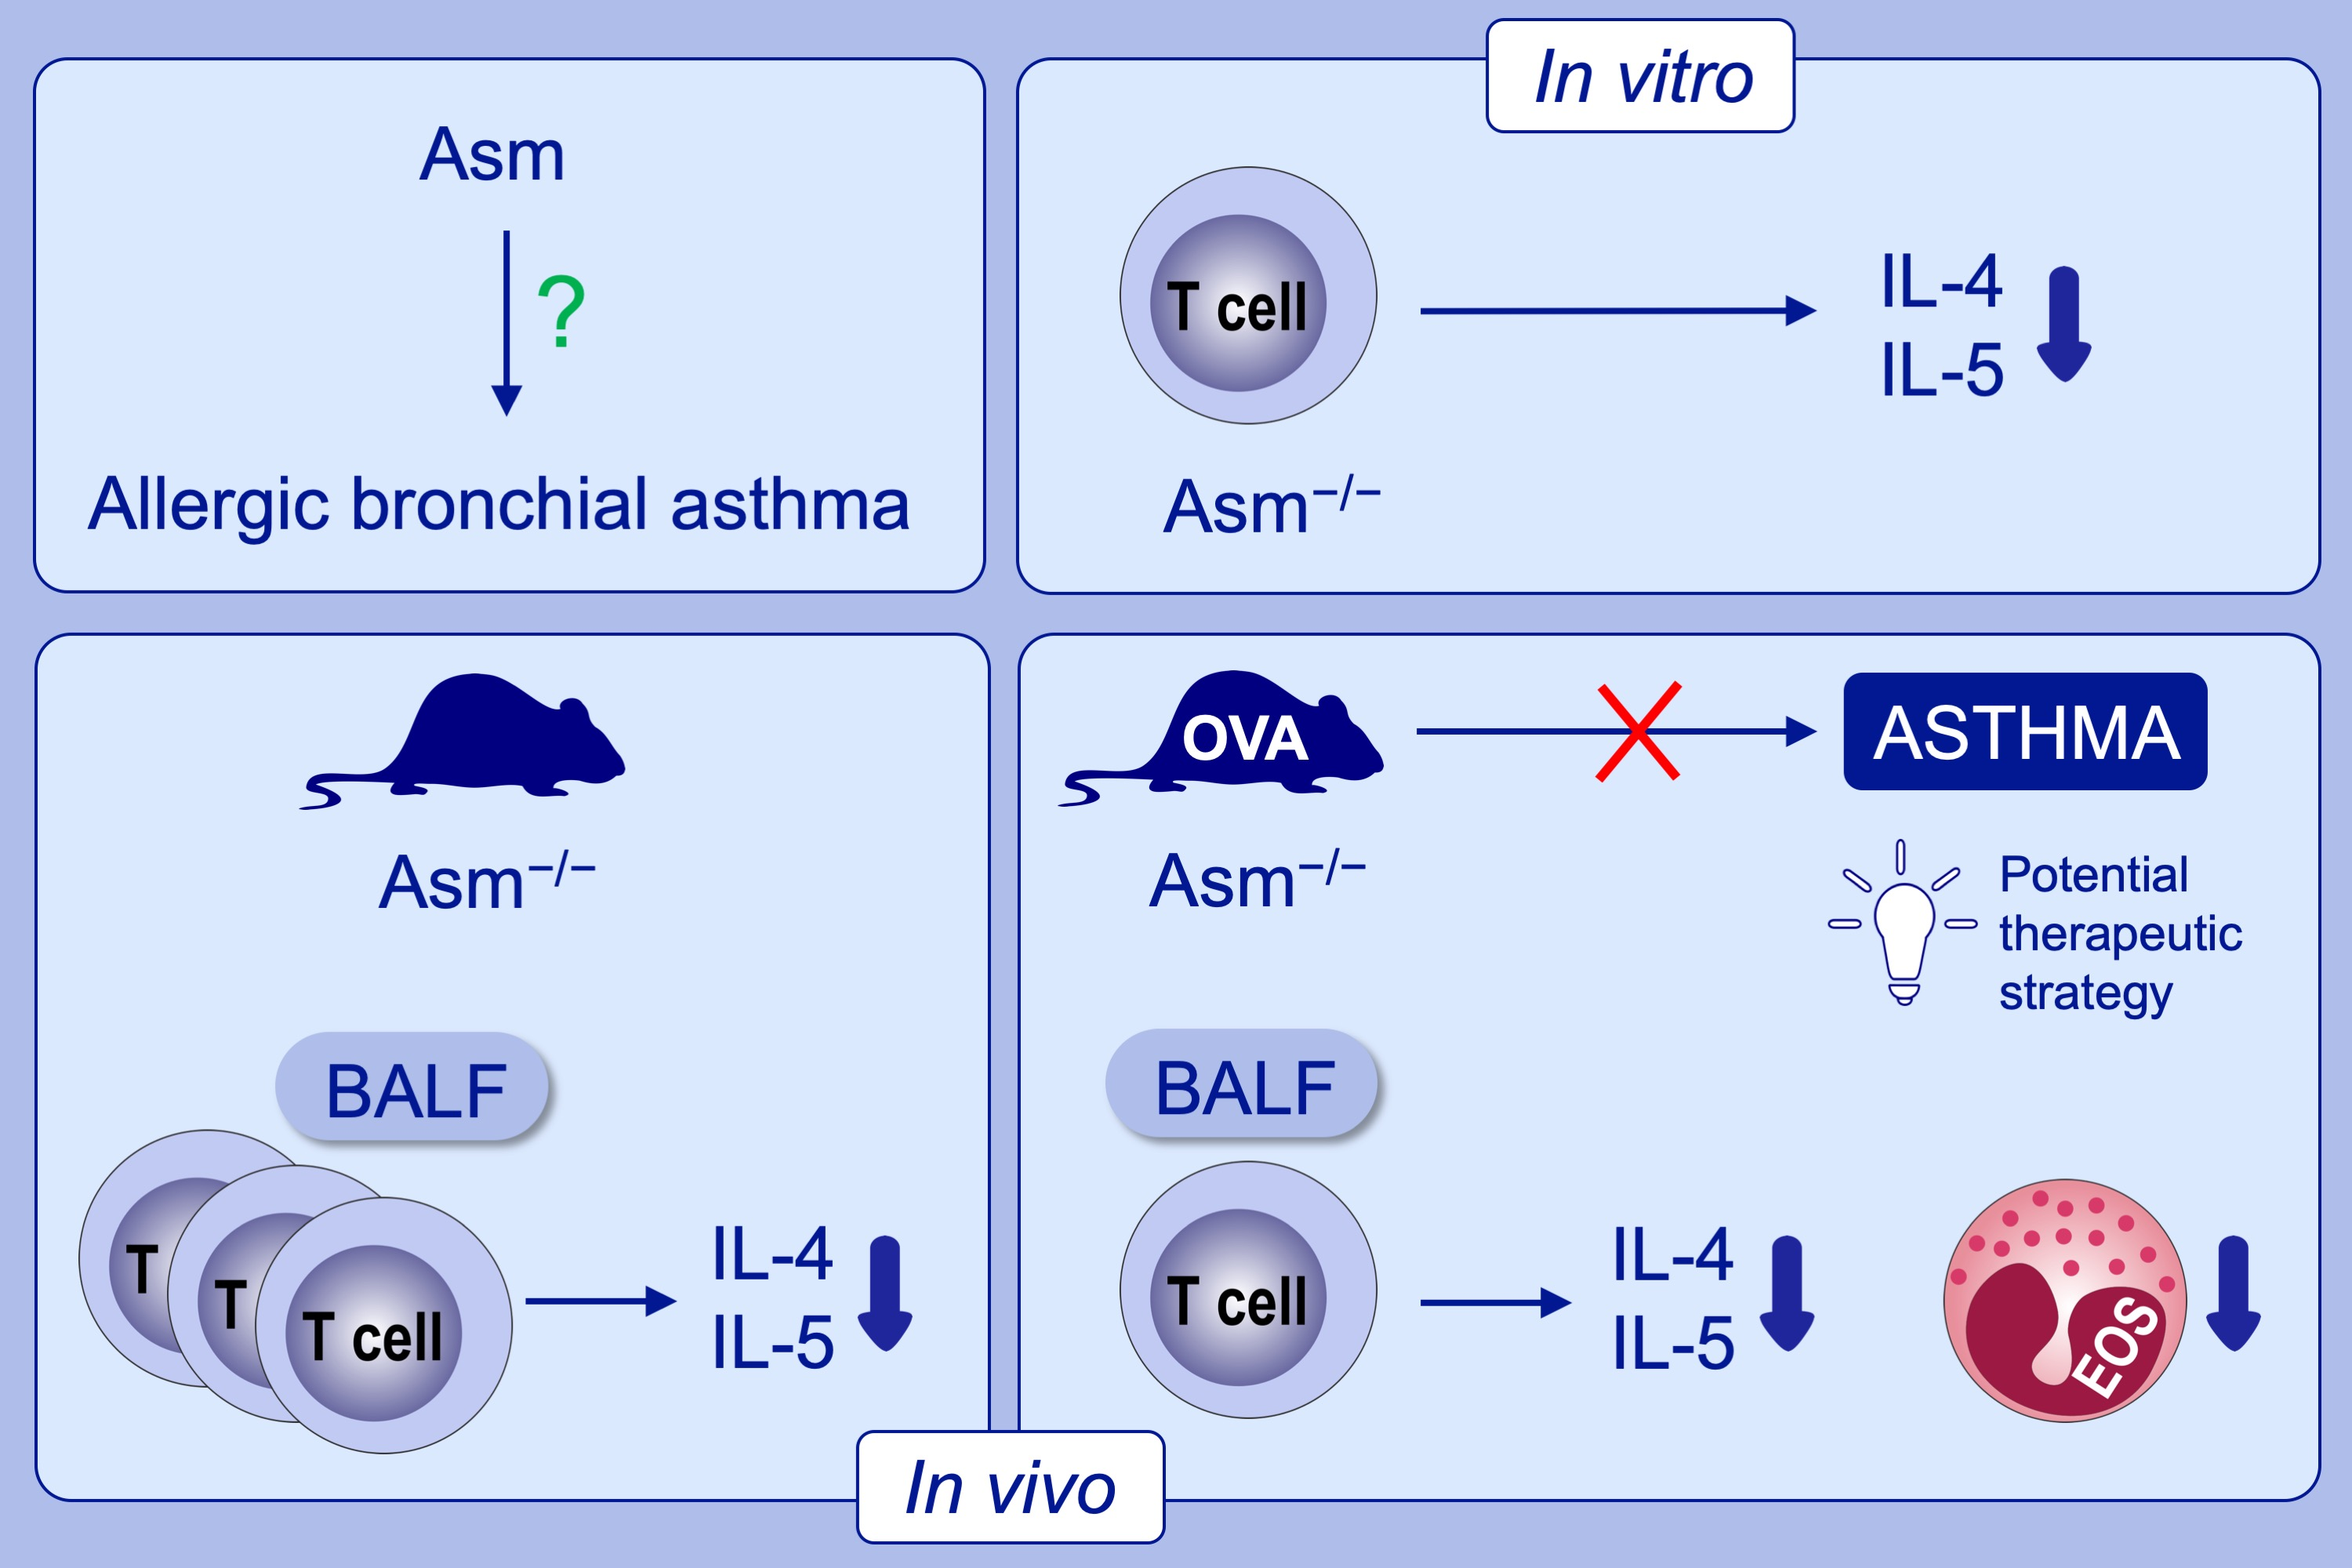 Asm
?
Allergic bronchial asthma
In vitro
T cell
Asm−/−
IL-4
IL-5
Asm−/−
BALF
T
T
T cell
IL-4
IL-5
OVA
ASTHMA
Asm−/−
Potential
therapeutic
strategy
BALF
T cell
IL-4
IL-5
EOS
In vivo